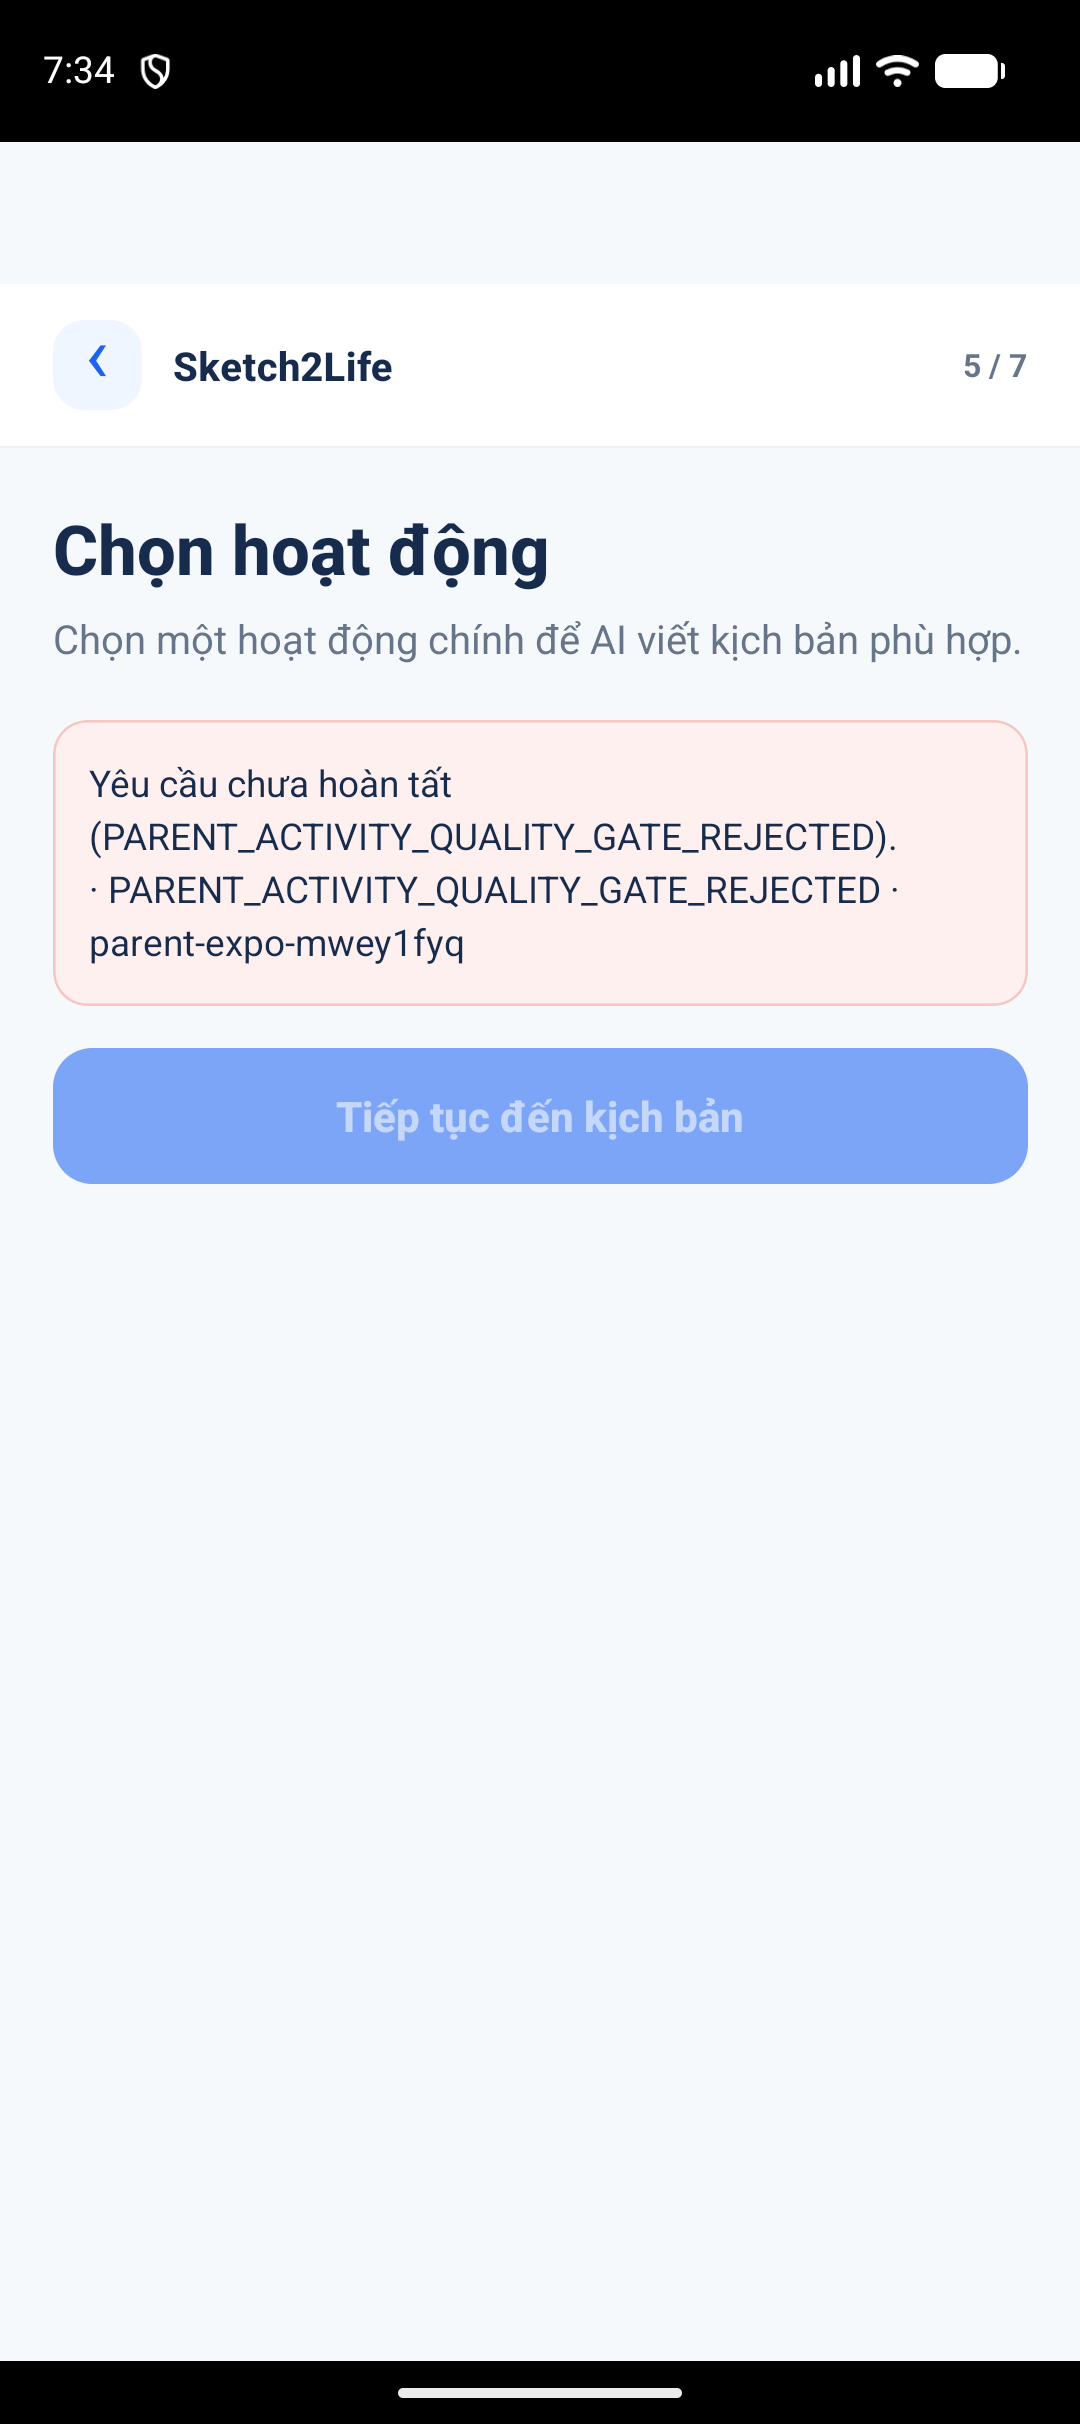 7:34
Sketch2Life
5 / 7
Chọn hoạt động
Chọn một hoạt động chính để AI viết kịch bản phù hợp.
Yêu cầu chưa hoàn tất
(PARENT_ACTIVITY_QUALITY_GATE_REJECTED).
· PARENT_ACTIVITY_QUALITY_GATE_REJECTED ·
parent-expo-mwey1fyq
Tiếp tục đến kịch bản